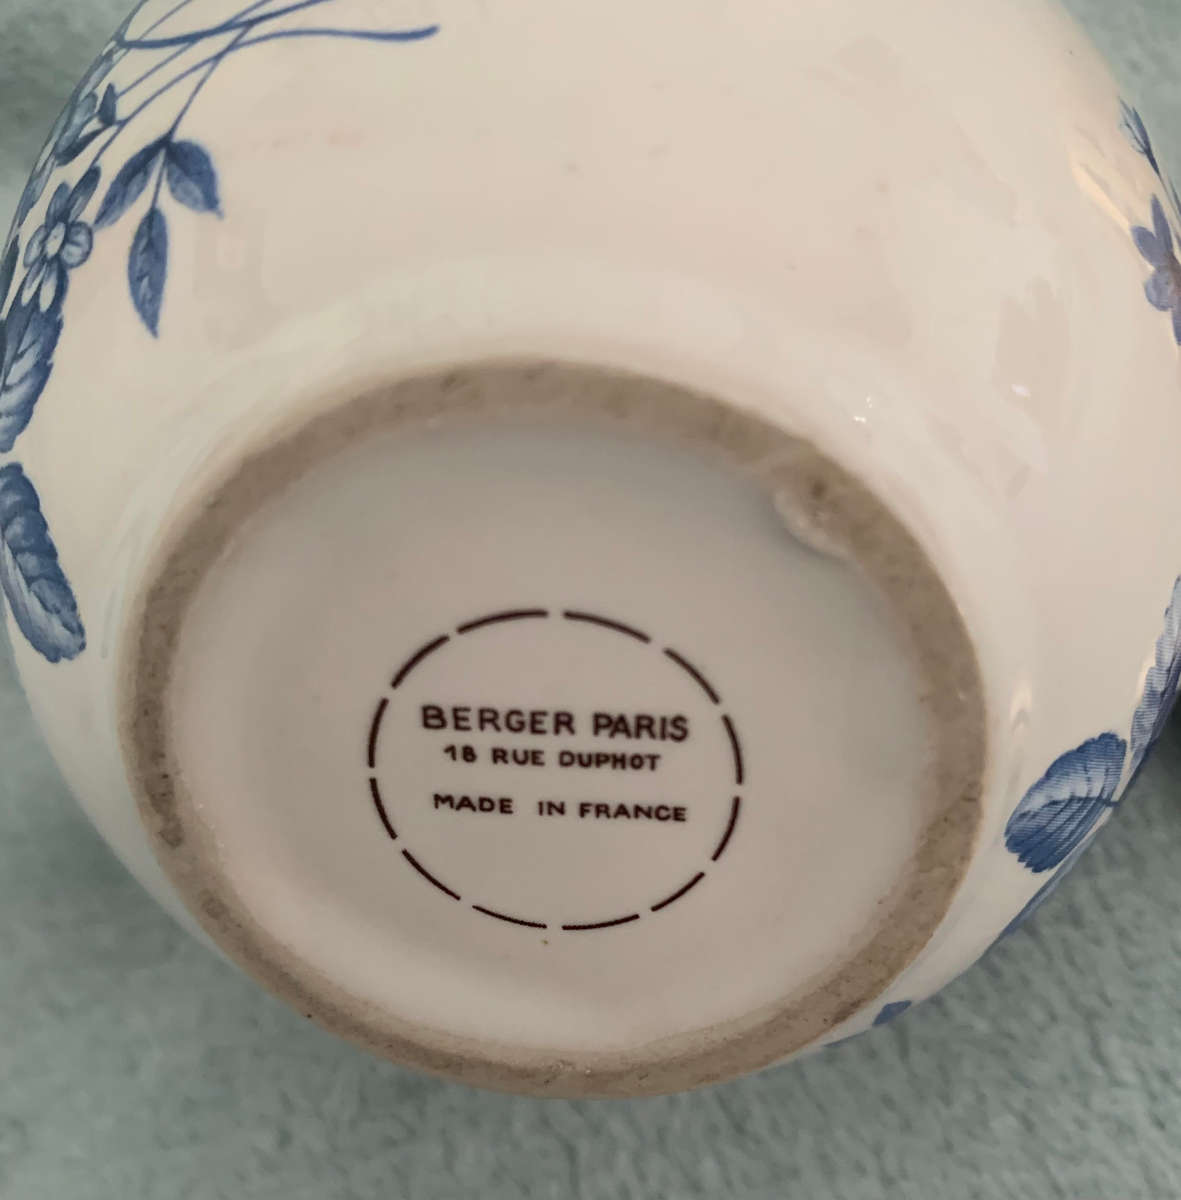 BERGER PARIS
18 RUE DUPHOT
MADE IN FRANCE